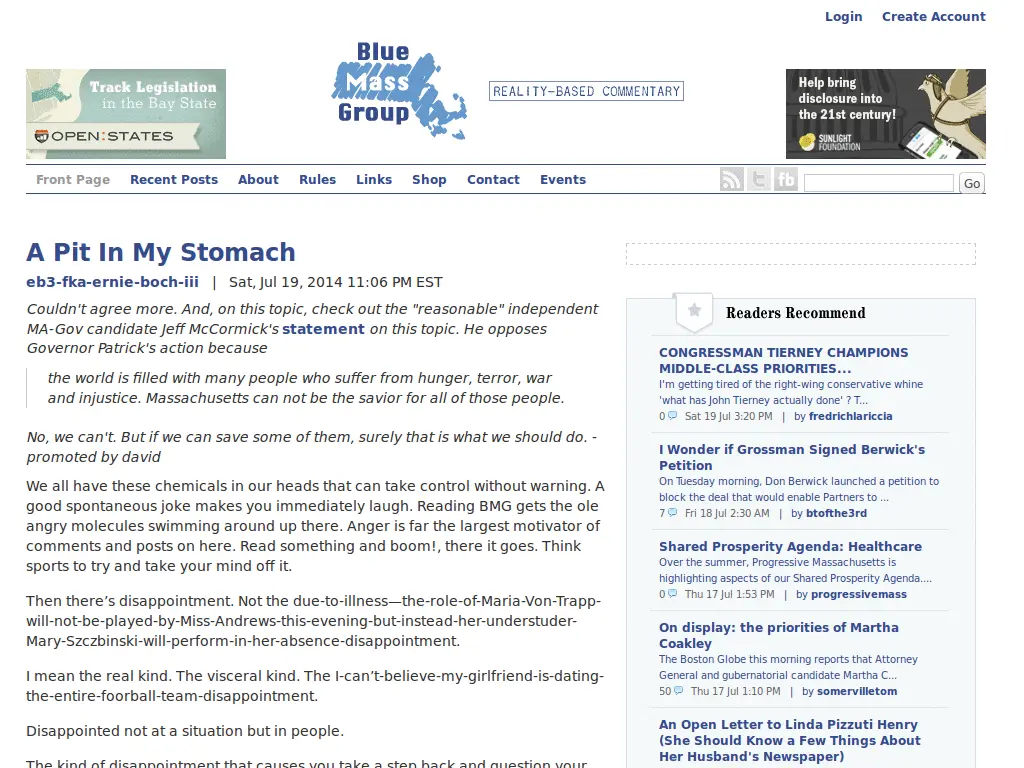 Login Create Account
Track Legislation
in the Bay State
OPEN:STATES
Blue
Mass
Group
REALITY-BASED COMMENTARY
Help bring
disclosure into
the 21st century!
SUNLIGHT
FOUNDATION
Front Page Recent Posts About Rules Links Shop Contact Events
fb
Go
A Pit In My Stomach
eb3-fka-ernie-boch-iii | Sat, Jul 19, 2014 11:06 PM EST
Couldn't agree more. And, on this topic, check out the "reasonable" independent
MA-Gov candidate Jeff McCormick's statement on this topic. He opposes
Governor Patrick's action because
the world is filled with many people who suffer from hunger, terror, war
and injustice. Massachusetts can not be the savior for all of those people.
No, we can't. But if we can save some of them, surely that is what we should do. -
promoted by david
We all have these chemicals in our heads that can take control without warning. A
good spontaneous joke makes you immediately laugh. Reading BMG gets the ole
angry molecules swimming around up there. Anger is far the largest motivator of
comments and posts on here. Read something and boom!, there it goes. Think
sports to try and take your mind off it.
Then there’s disappointment. Not the due-to-illness—the-role-of-Maria-Von-Trapp-
will-not-be-played-by-Miss-Andrews-this-evening-but-instead-her-understuder-
Mary-Szczbinski-will-perform-in-her-absence-disappointment.
I mean the real kind. The visceral kind. The I-can’t-believe-my-girlfriend-is-dating-
the-entire-foorball-team-disappointment.
Disappointed not at a situation but in people.
The kind of disappointment that causes you take a step back and question your
Readers Recommend
CONGRESSMAN TIERNEY CHAMPIONS
MIDDLE-CLASS PRIORITIES...
I'm getting tired of the right-wing conservative whine
'what has John Tierney actually done' ? T...
0 Sat 19 Jul 3:20 PM | by fredrichlariccia
I Wonder if Grossman Signed Berwick's
Petition
On Tuesday morning, Don Berwick launched a petition to
block the deal that would enable Partners to ...
7 Fri 18 Jul 2:30 AM | by btofthe3rd
Shared Prosperity Agenda: Healthcare
Over the summer, Progressive Massachusetts is
highlighting aspects of our Shared Prosperity Agenda....
0 Thu 17 Jul 1:53 PM | by progressivemass
On display: the priorities of Martha
Coakley
The Boston Globe this morning reports that Attorney
General and gubernatorial candidate Martha C...
50 Thu 17 Jul 1:10 PM | by somervilletom
An Open Letter to Linda Pizzuti Henry
(She Should Know a Few Things About
Her Husband's Newspaper)